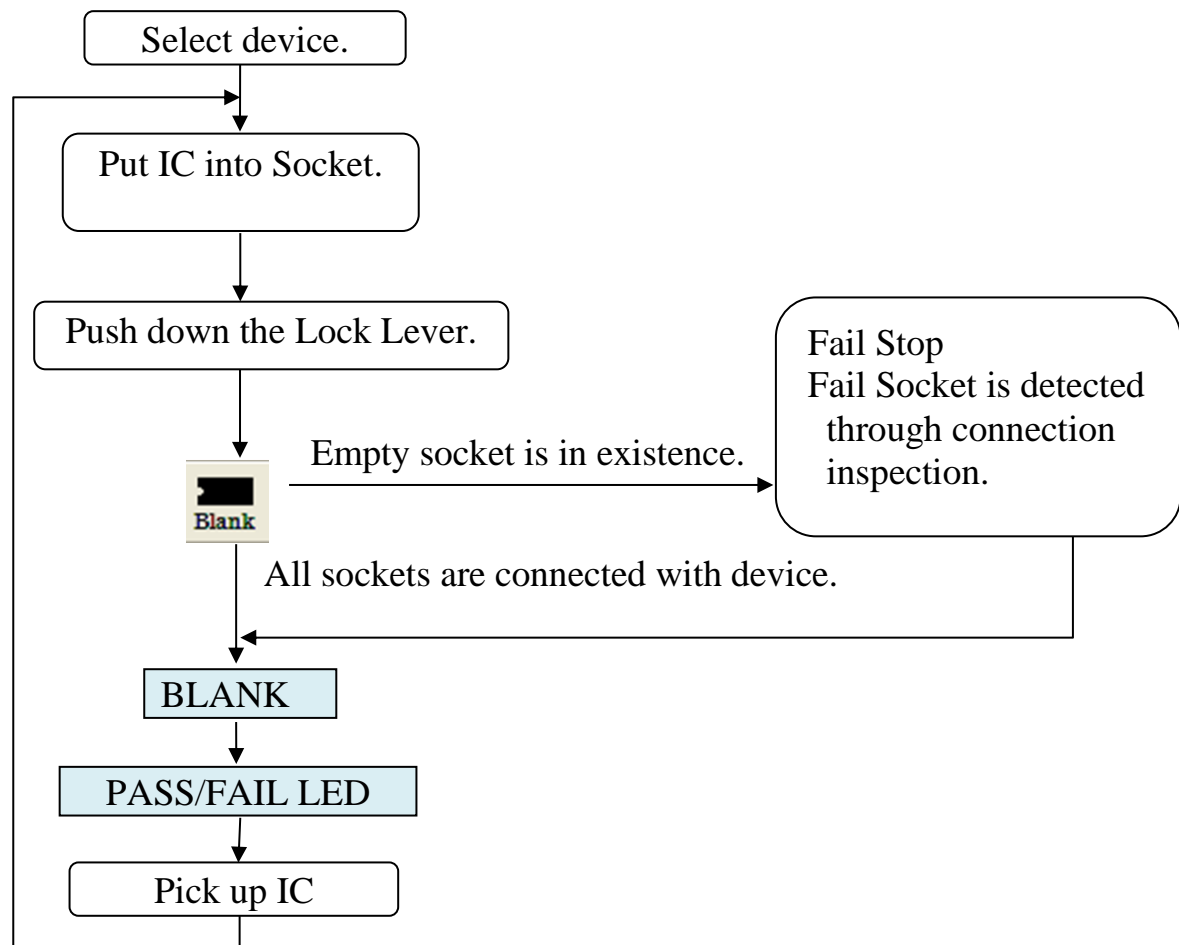 Select device.
Put IC into Socket.
Push down the Lock Lever.
Fail Stop
Fail Socket is detected
through connection
inspection.
Empty socket is in existence.
Blank
All sockets are connected with device.
BLANK
PASS/FAIL LED
Pick up IC